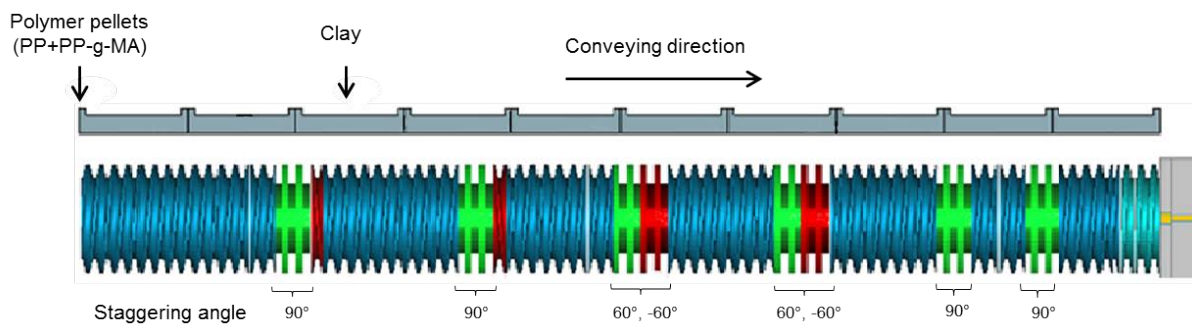 Polymer pellets
(PP+PP-g-MA)
Clay
Conveying direction
Staggering angle
90°
90°
60°, -60°
60°, -60°
90°
90°